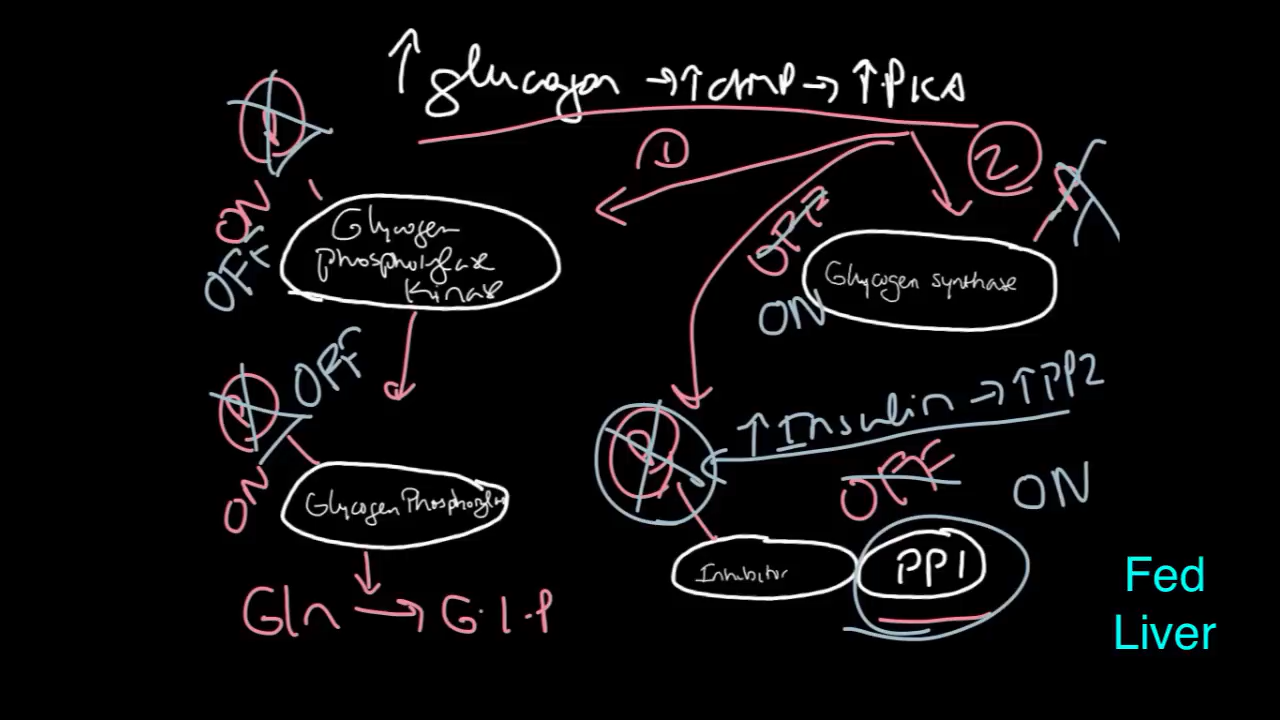 ↑ glucagon → ↑ cAMP → ↑ PKA
P
1
2
P
ON
OFF
Glycogen
phosphorylase
Kinase
OFF
ON
Glycogen synthase
P
OFF
ON
Glycogen Phosphorylase
Gln → G·1·P
P
↑ Insulin → ↑ PP2
OFF
ON
Inhibitor
PP1
Fed
Liver